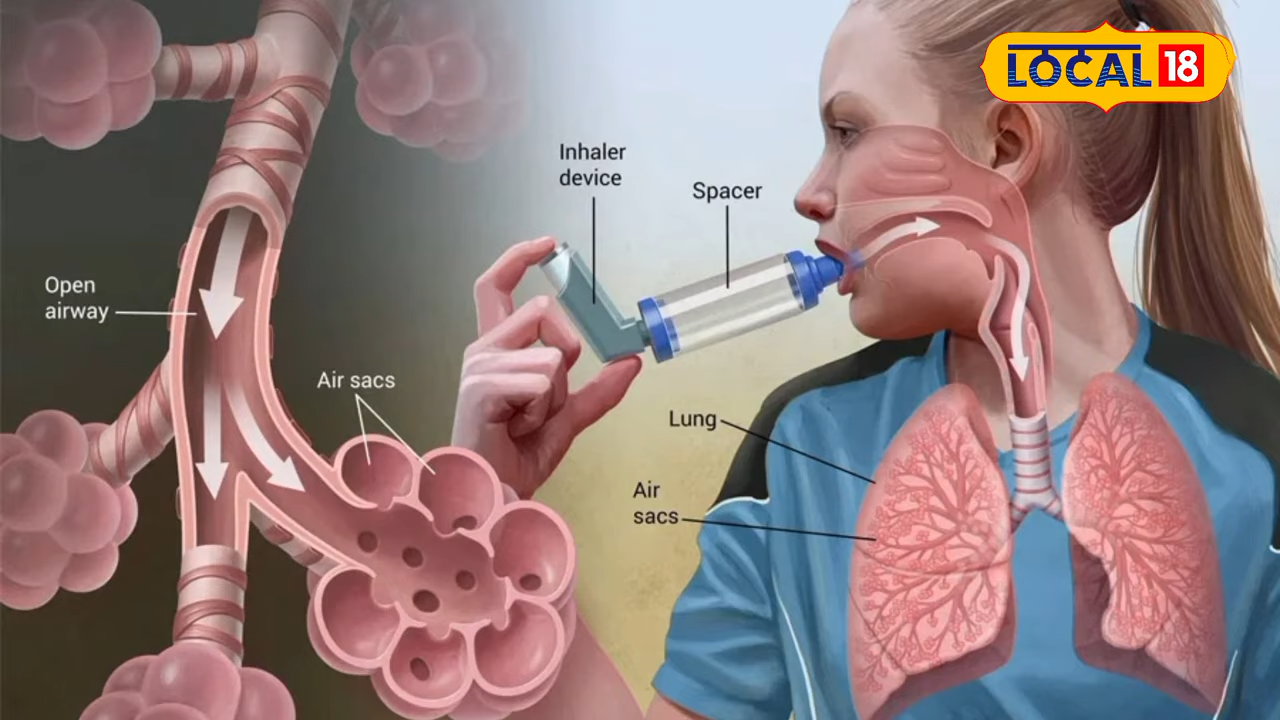 LOCAL 18
Inhaler
device
Spacer
Open
airway
Air sacs
Lung
Air
sacs